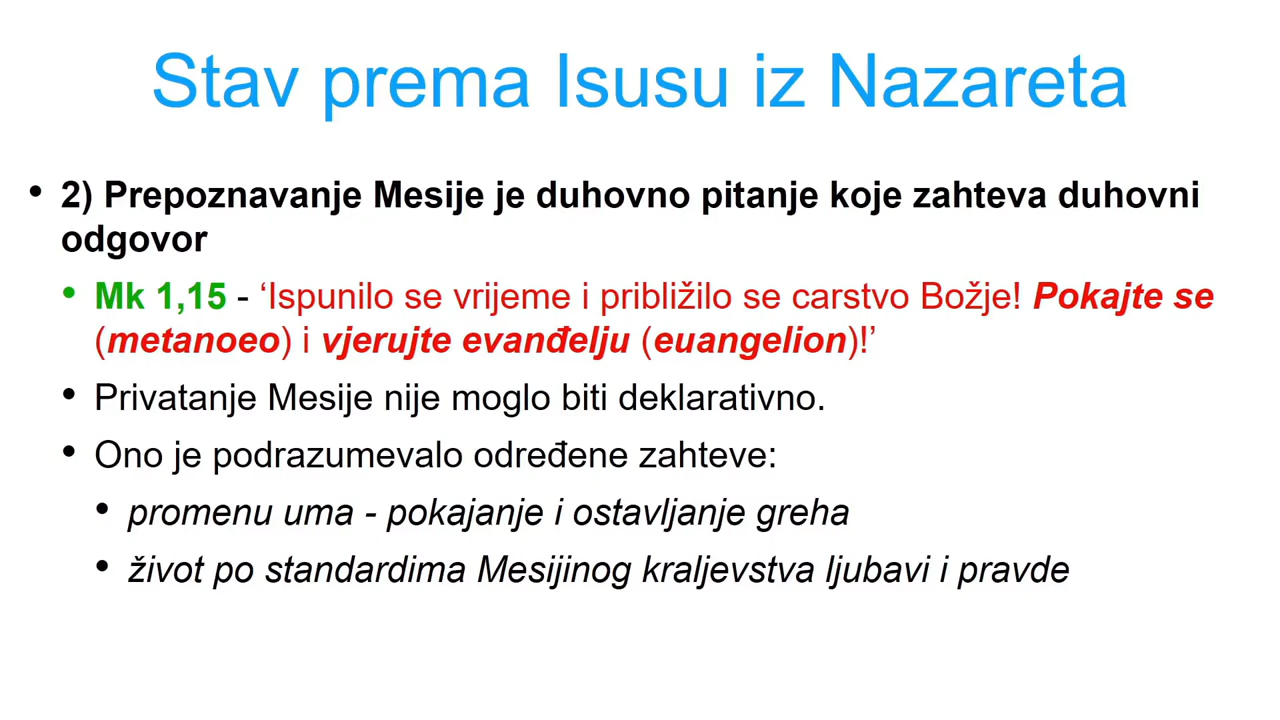 Stav prema Isusu iz Nazareta
• 2) Prepoznavanje Mesije je duhovno pitanje koje zahteva duhovni
odgovor
• Mk 1,15 - ‘Ispunilo se vrijeme i približilo se carstvo Božje! Pokajte se
(metanoeo) i vjerujte evanđelju (euangelion)!’
• Privatanje Mesije nije moglo biti deklarativno.
• Ono je podrazumevalo određene zahteve:
• promenu uma - pokajanje i ostavljanje greha
• život po standardima Mesijinog kraljevstva ljubavi i pravde